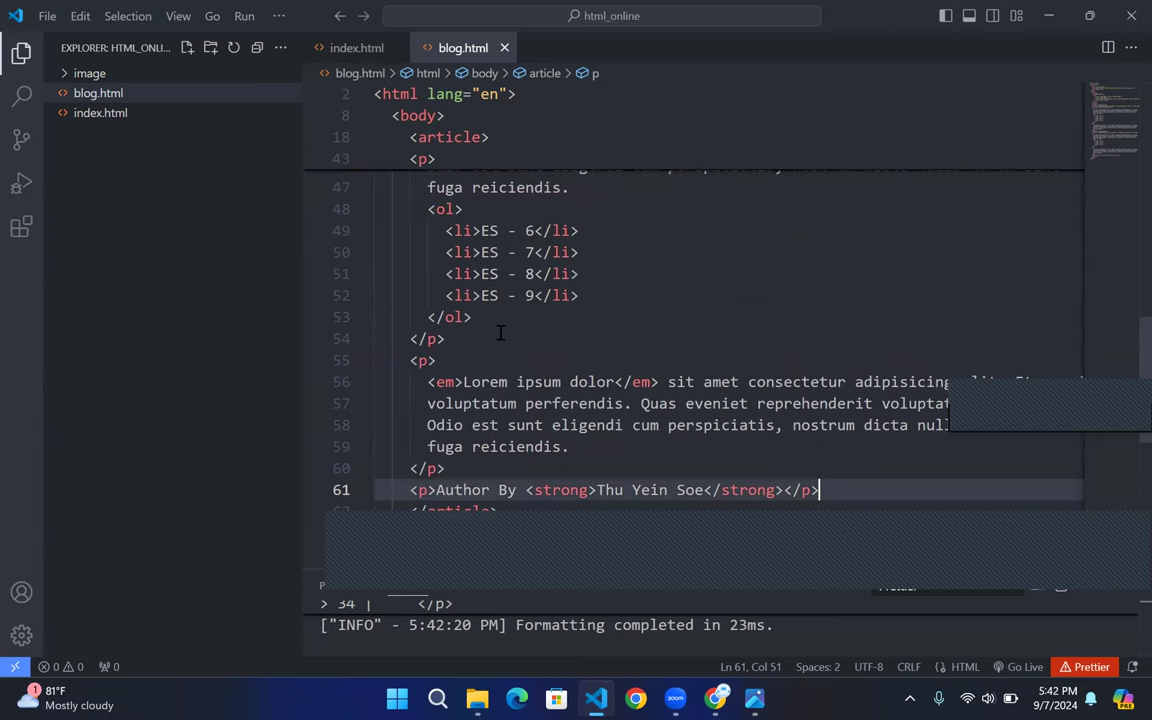 File Edit Selection View Go Run ··· html_online
EXPLORER: HTML_ONLI... ···
image
blog.html
index.html
index.html blog.html
blog.html > html > body > article > p
2 <html lang="en">
8 <body>
18 <article>
43 <p>
47 fuga reiciendis.
48 <ol>
49 <li>ES - 6</li>
50 <li>ES - 7</li>
51 <li>ES - 8</li>
52 <li>ES - 9</li>
53 </ol>
54 </p>
55 <p>
56 <em>Lorem ipsum dolor</em> sit amet consectetur adipisicing
57 voluptatum perferendis. Quas eveniet reprehenderit
58 Odio est sunt eligendi cum perspiciatis, nostrum dicta
59 fuga reiciendis.
60 </p>
61 <p>Author By <strong>Thu Yein Soe</strong></p>
</article>
> 34 | </p>
["INFO" - 5:42:20 PM] Formatting completed in 23ms.
0 0 0 Ln 61, Col 51 Spaces: 2 UTF-8 CRLF HTML Go Live Prettier
1 81°F
Mostly cloudy
5:42 PM
9/7/2024
PRE